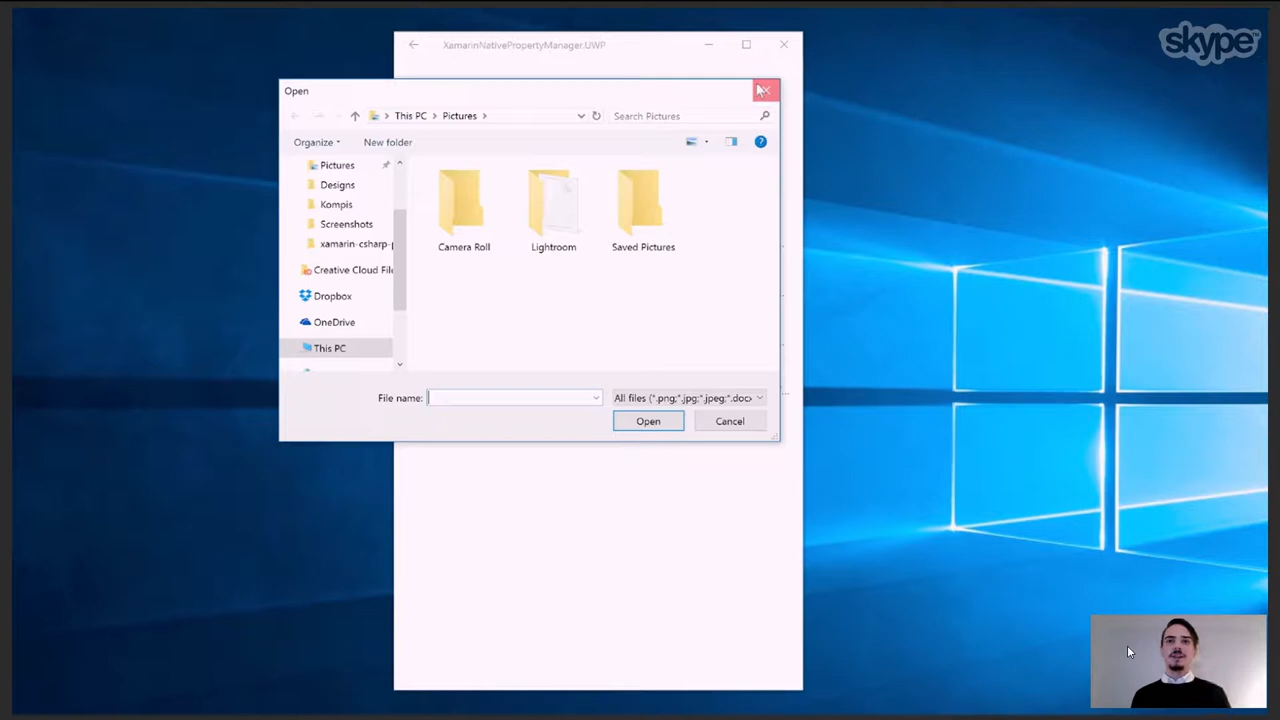 skype
XamarinNativePropertyManager.UWP
Open
This PC
Pictures
Search Pictures
Organize
New folder
Pictures
Designs
Kompis
Screenshots
xamarin-csharp-
Creative Cloud File
Dropbox
OneDrive
This PC
Camera Roll
Lightroom
Saved Pictures
File name:
All files (*.png;*.jpg;*.jpeg;*.docx
Open
Cancel